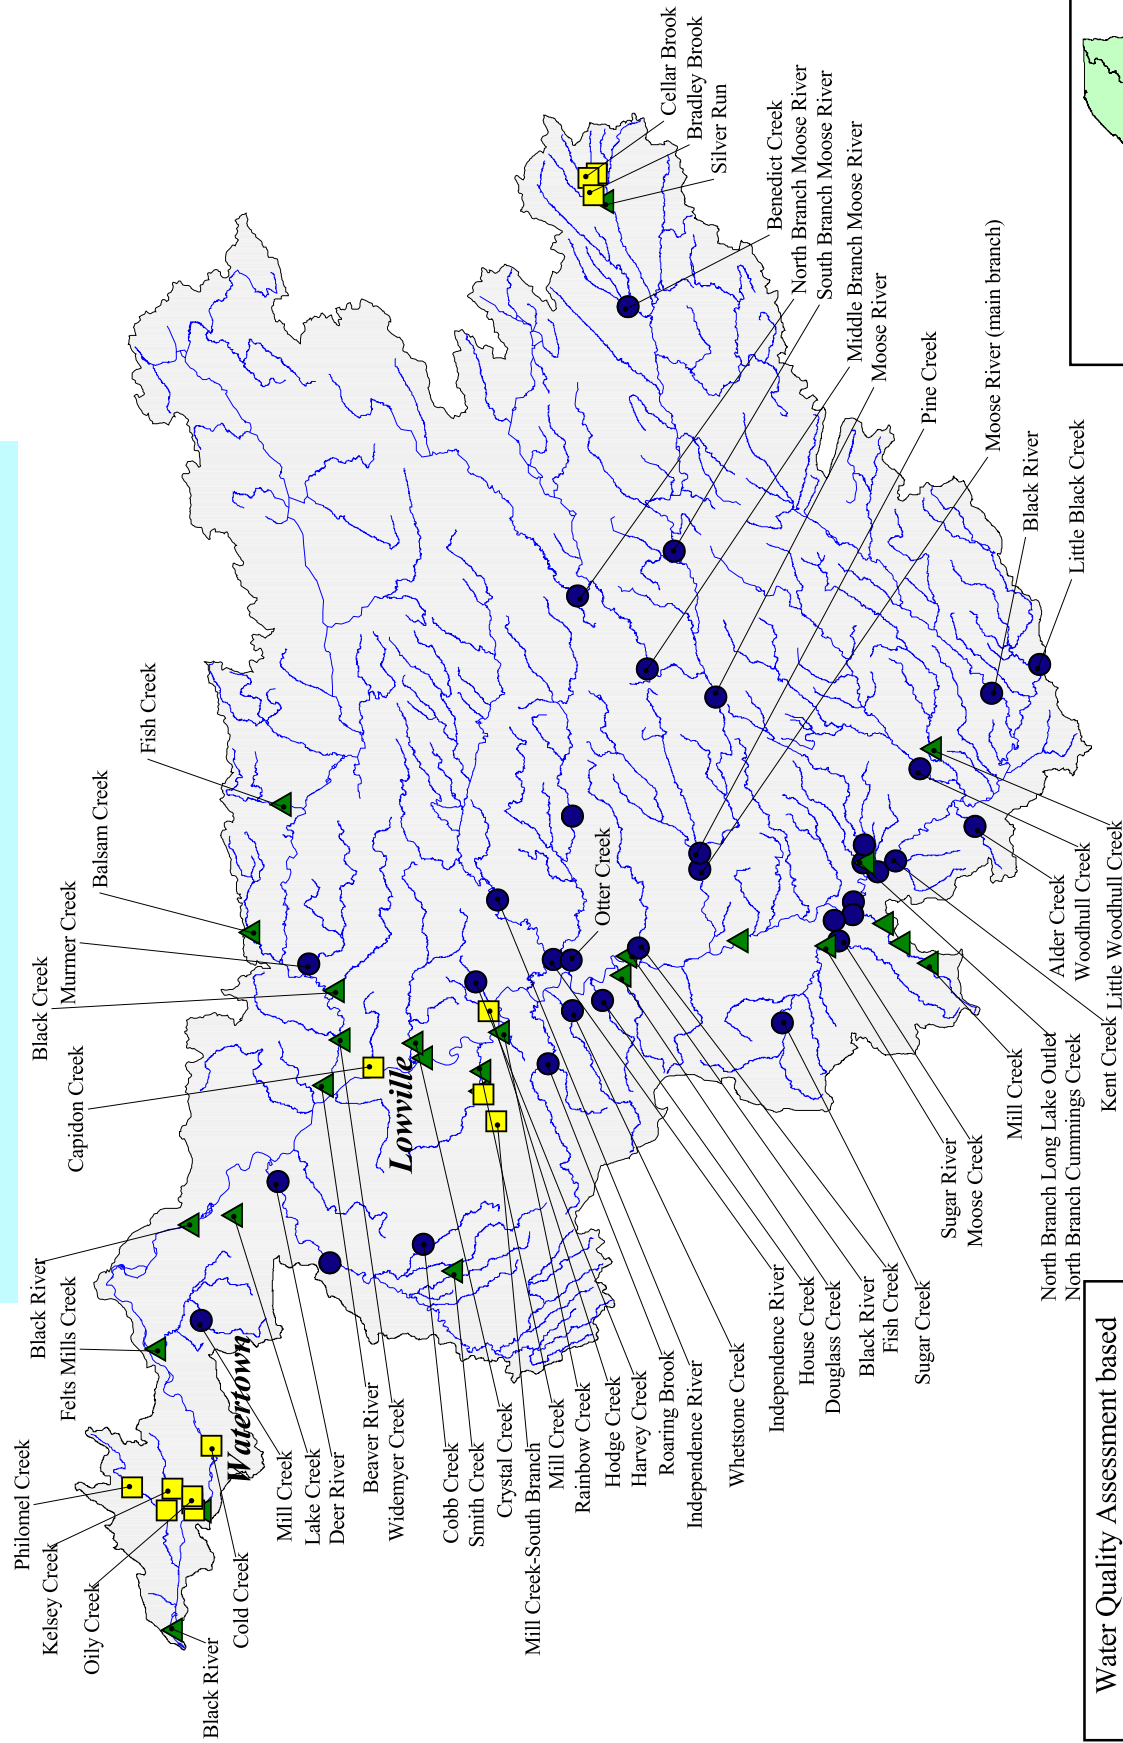 Philomel Creek
Kelsey Creek
Oily Creek
Black River
Cold Creek
Watertown
Felts Mills Creek
Black River
Capidon Creek
Black Creek
Murmer Creek
Balsam Creek
Fish Creek
Lowville
Otter Creek
Mill Creek
Lake Creek
Deer River
Beaver River
Widemyer Creek
Cobb Creek
Smith Creek
Crystal Creek
Mill Creek-South Branch
Mill Creek
Rainbow Creek
Hodge Creek
Harvey Creek
Roaring Brook
Independence River
Whetstone Creek
Independence River
House Creek
Douglass Creek
Black River
Fish Creek
Sugar Creek
Sugar River
Moose Creek
Mill Creek
North Branch Long Lake Outlet
North Branch Cummings Creek
Kent Creek
Little Woodhull Creek
Woodhull Creek
Alder Creek
Little Black Creek
Black River
Moose River (main branch)
Pine Creek
Moose River
Middle Branch Moose River
South Branch Moose River
North Branch Moose River
Benedict Creek
Silver Run
Bradley Brook
Cellar Brook
Water Quality Assessment based